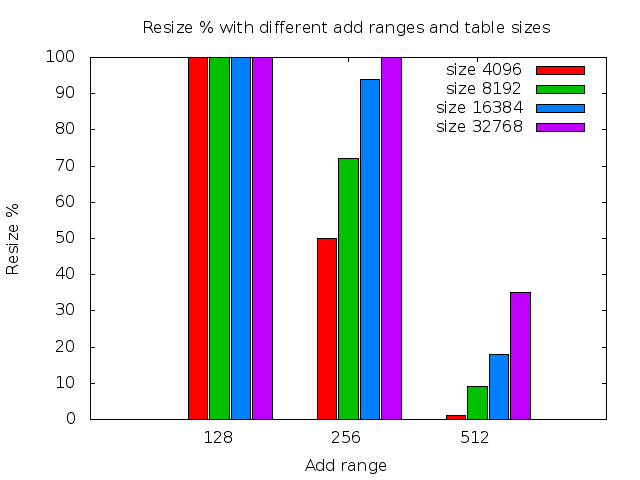 Resize % with different add ranges and table sizes
100
90
80
70
60
50
40
30
20
10
0
Resize %
size 4096
size 8192
size 16384
size 32768
128 256 512
Add range